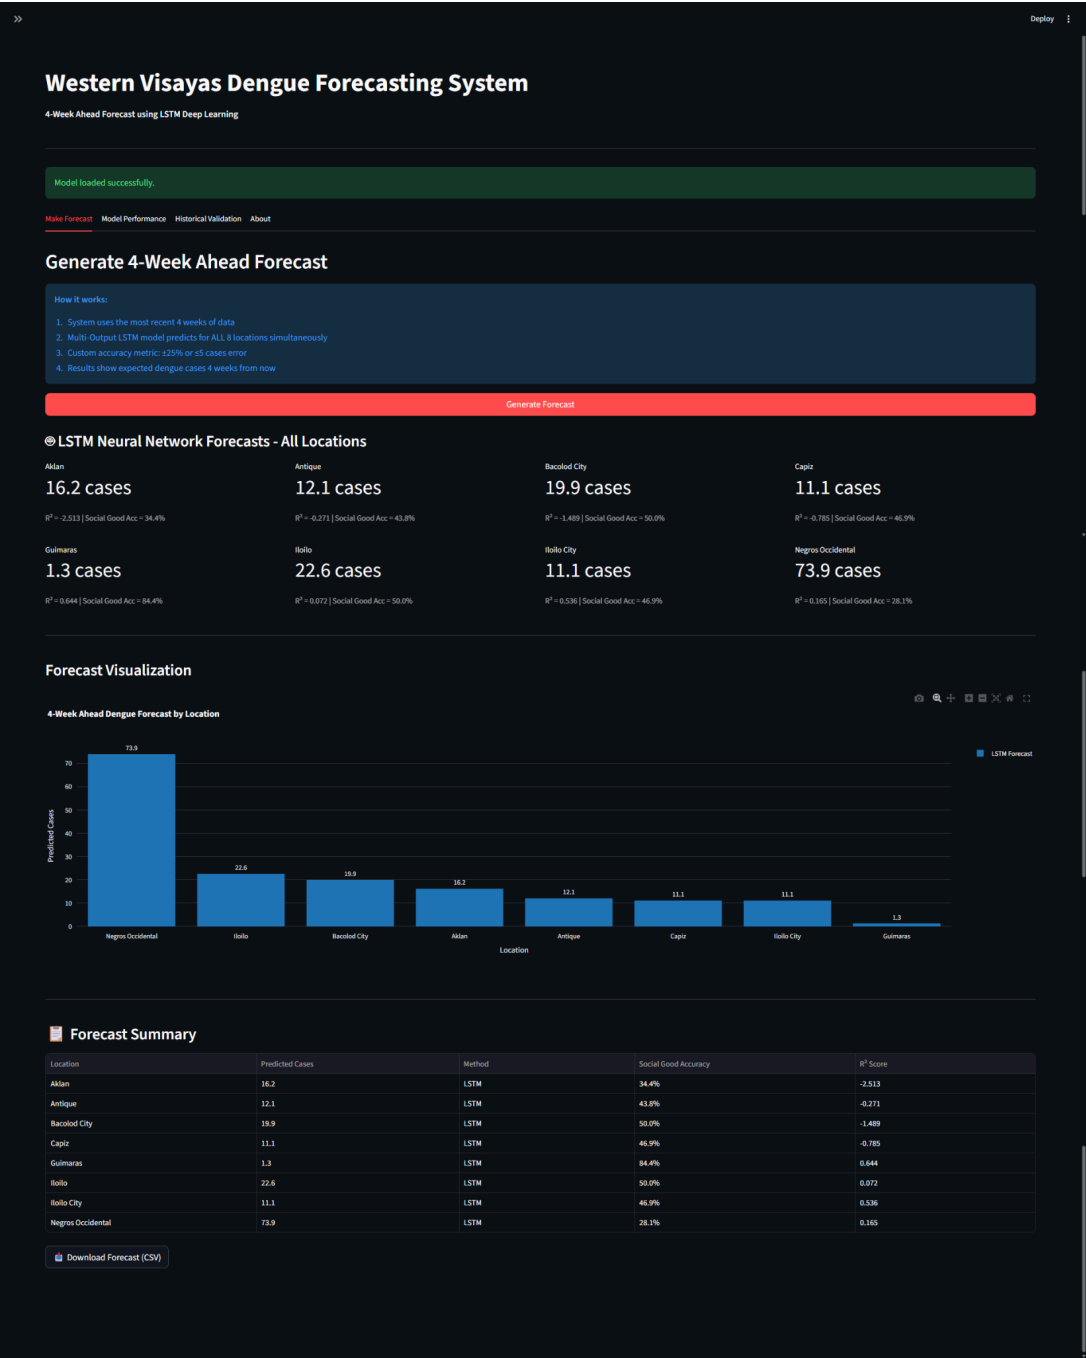 Deploy
Western Visayas Dengue Forecasting System
4-Week Ahead Forecast using LSTM Deep Learning
Model loaded successfully.
Make Forecast Model Performance Historical Validation About
Generate 4-Week Ahead Forecast
How it works:
1. System uses the most recent 4 weeks of data
2. Multi-Output LSTM model predicts for ALL 8 locations simultaneously
3. Custom accuracy metric: ±25% or ≤5 cases error
4. Results show expected dengue cases 4 weeks from now
Generate Forecast
LSTM Neural Network Forecasts - All Locations
Aklan Antique Bacolod City Capiz
16.2 cases 12.1 cases 19.9 cases 11.1 cases
R² = -2.513 | Social Good Acc = 34.4% R² = -0.271 | Social Good Acc = 43.8% R² = -1.489 | Social Good Acc = 50.0% R² = -0.785 | Social Good Acc = 46.9%
Guimaras Iloilo Iloilo City Negros Occidental
1.3 cases 22.6 cases 11.1 cases 73.9 cases
R² = 0.644 | Social Good Acc = 84.4% R² = 0.072 | Social Good Acc = 50.0% R² = 0.536 | Social Good Acc = 46.9% R² = 0.165 | Social Good Acc = 28.1%
Forecast Visualization
4-Week Ahead Dengue Forecast by Location
LSTM Forecast
Predicted Cases
70
60
50
40
30
20
10
0
73.9 22.6 19.9 16.2 12.1 11.1 11.1 1.3
Negros Occidental Iloilo Bacolod City Aklan Antique Capiz Iloilo City Guimaras
Location
Forecast Summary
Location Predicted Cases Method Social Good Accuracy R² Score
Aklan 16.2 LSTM 34.4% -2.513
Antique 12.1 LSTM 43.8% -0.271
Bacolod City 19.9 LSTM 50.0% -1.489
Capiz 11.1 LSTM 46.9% -0.785
Guimaras 1.3 LSTM 84.4% 0.644
Iloilo 22.6 LSTM 50.0% 0.072
Iloilo City 11.1 LSTM 46.9% 0.536
Negros Occidental 73.9 LSTM 28.1% 0.165
Download Forecast (CSV)